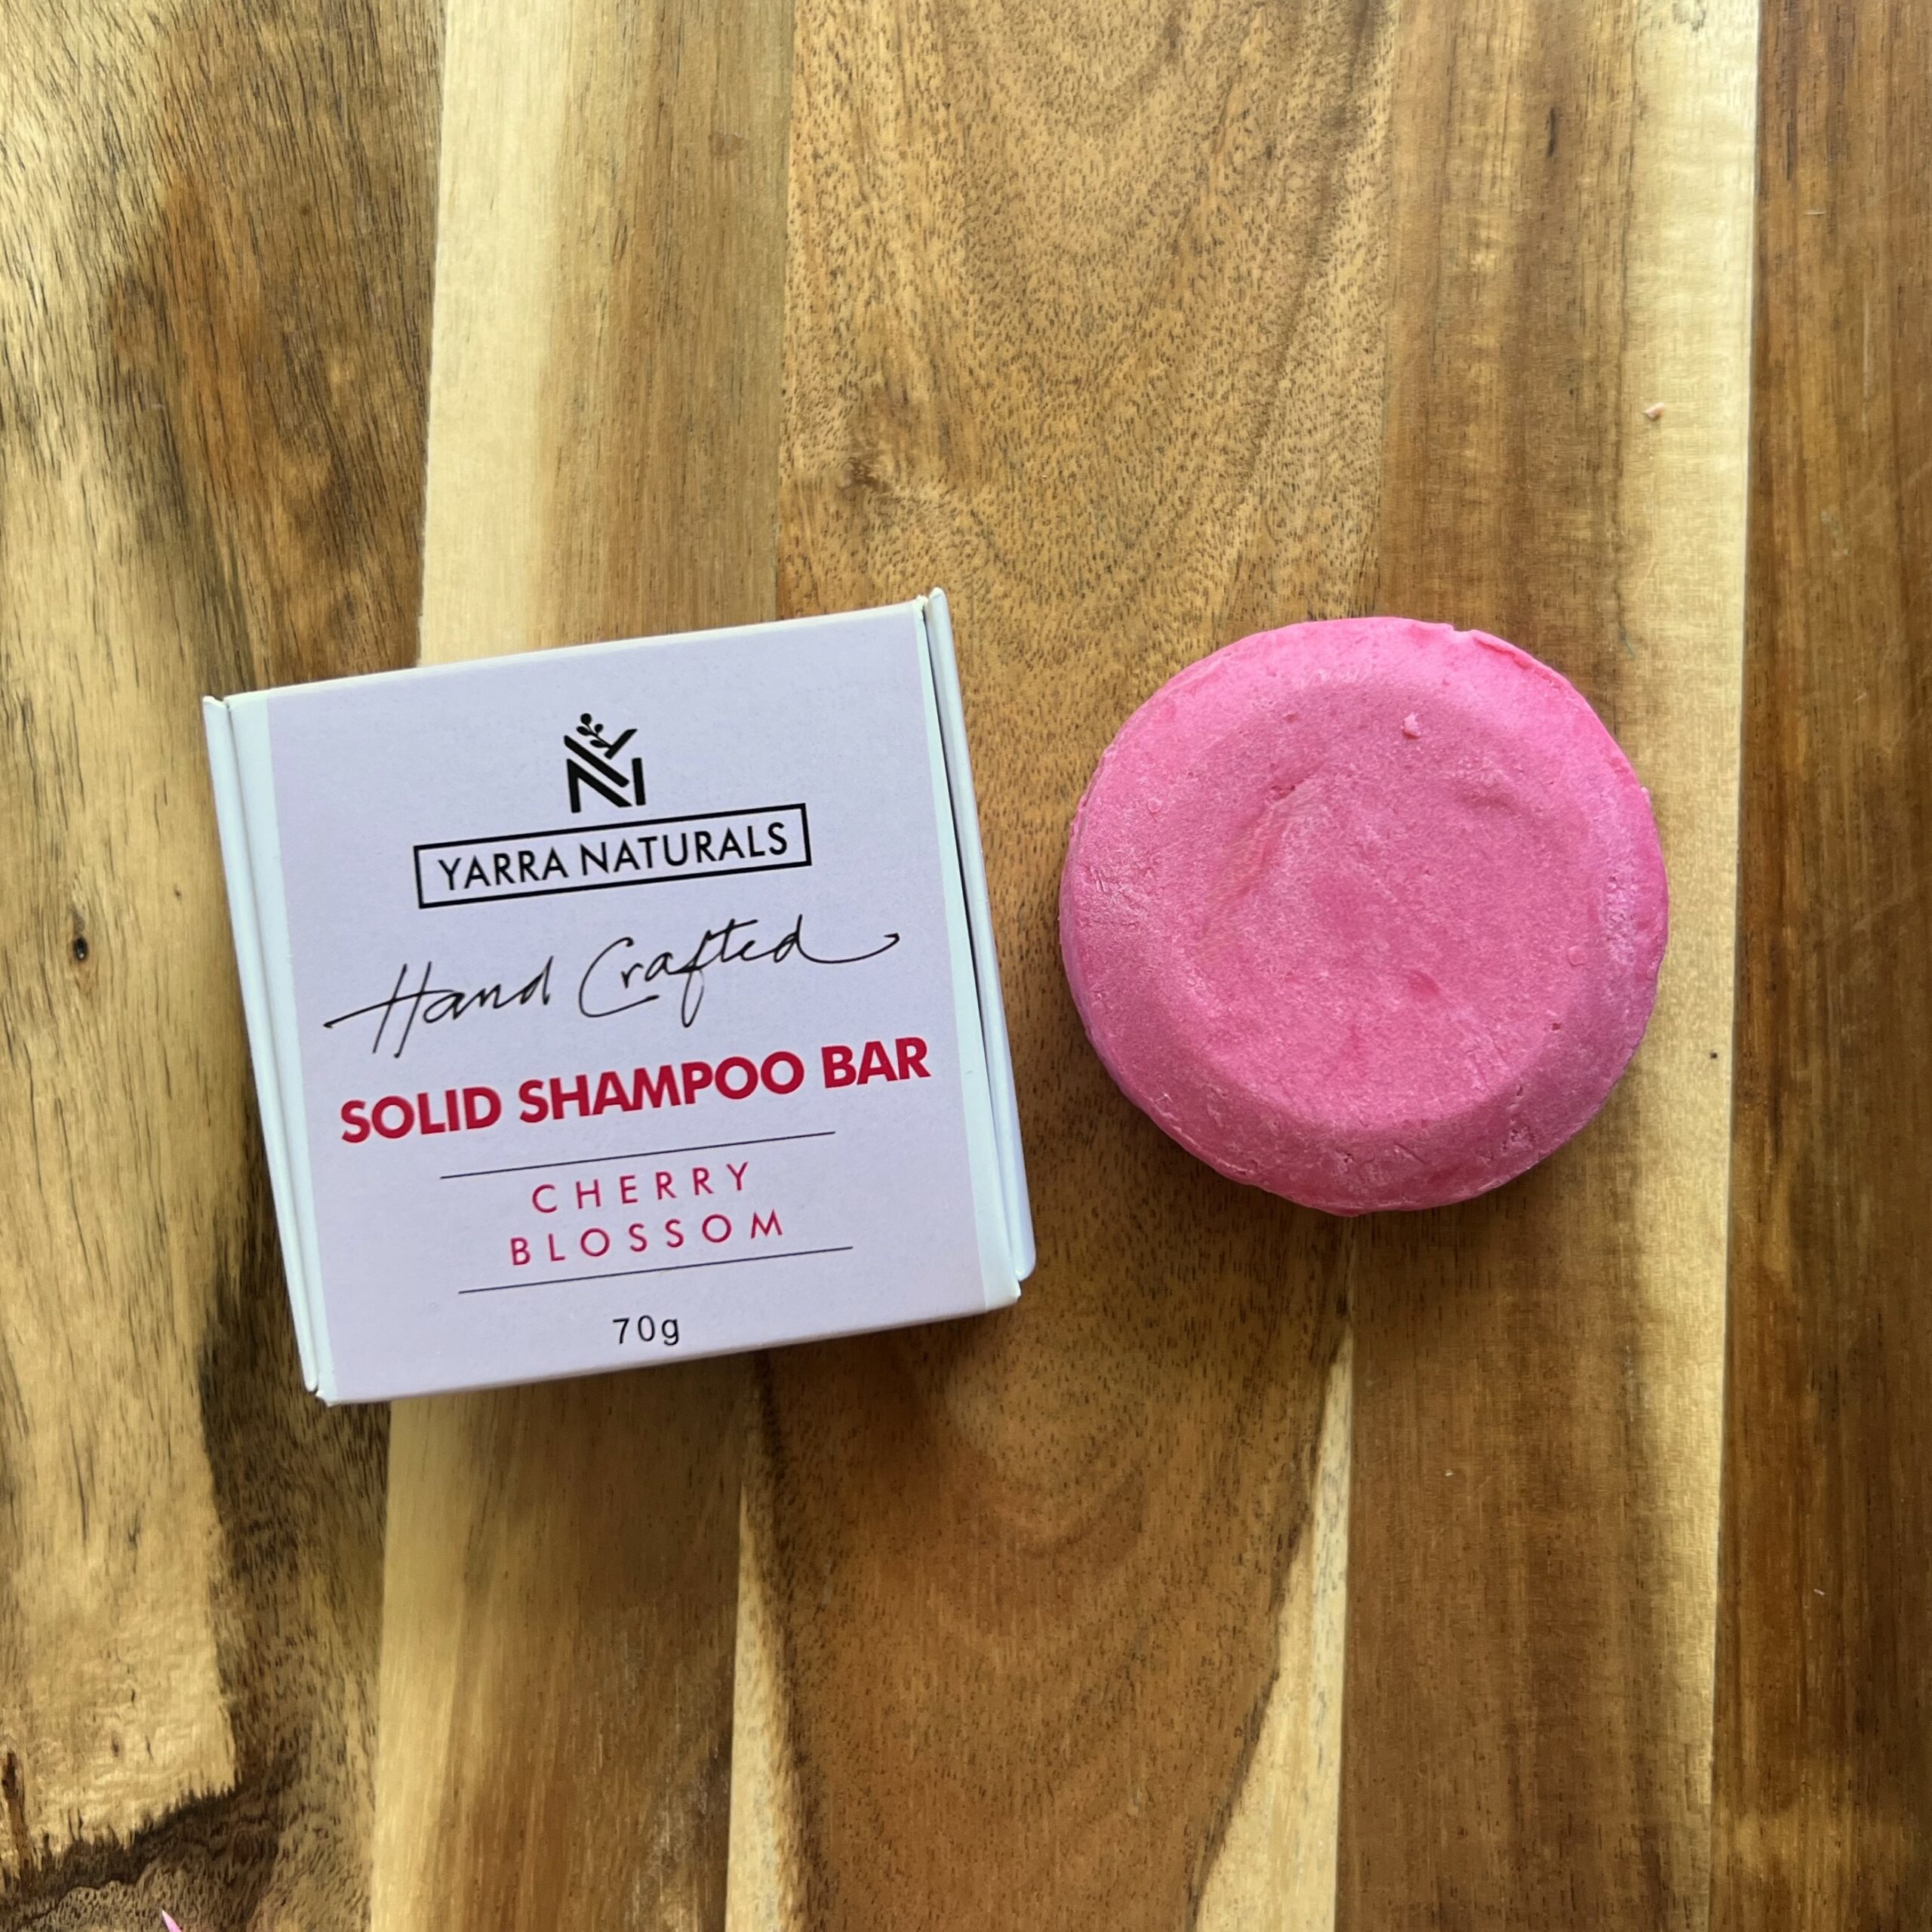 YARRA NATURALS
Hand Crafted
SOLID SHAMPOO BAR
CHERRY
BLOSSOM
70g